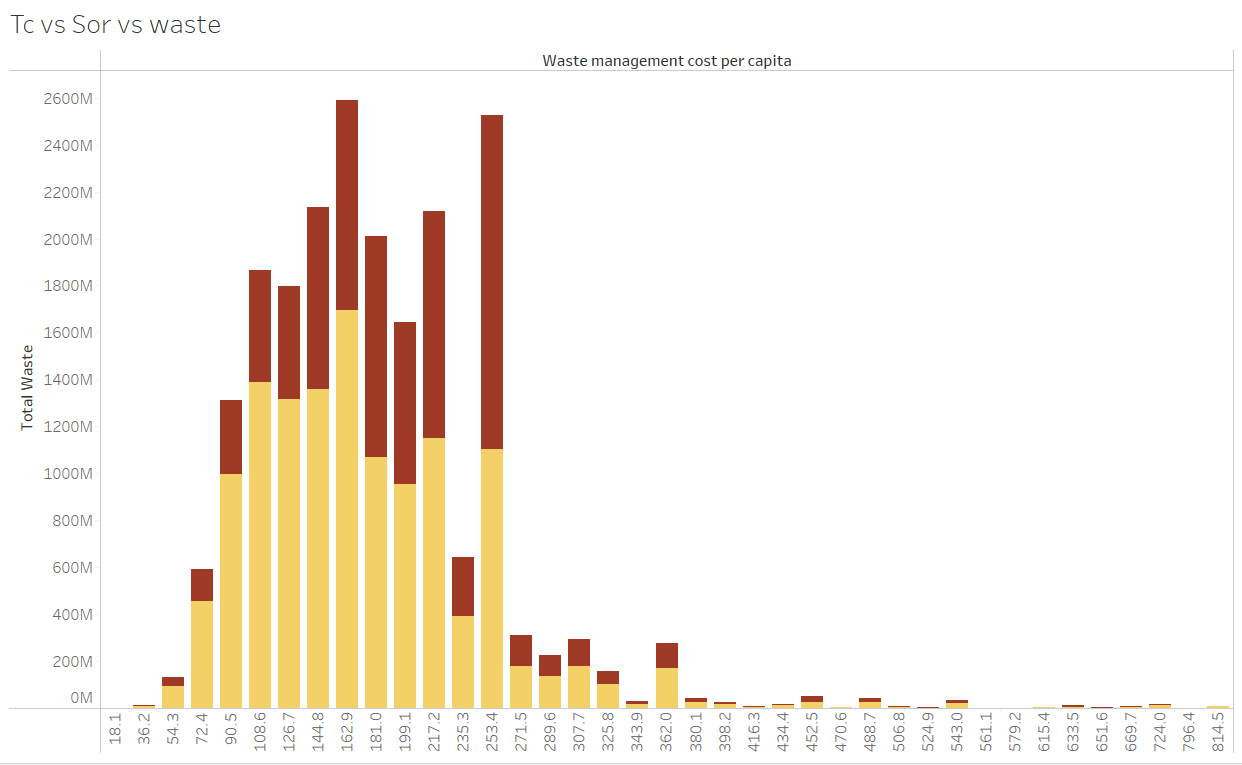 Tc vs Sor vs waste
Waste management cost per capita
2600M
2400M
2200M
2000M
1800M
1600M
1400M
1200M
1000M
800M
600M
400M
200M
0M
Total Waste
18.1 36.2 54.3 72.4 90.5 108.6 126.7 144.8 162.9 181.0 199.1 217.2 235.3 253.4 271.5 289.6 307.7 325.8 343.9 362.0 380.1 398.2 416.3 434.4 452.5 470.6 488.7 506.8 524.9 543.0 561.1 579.2 615.4 633.5 651.6 669.7 724.0 796.4 814.5